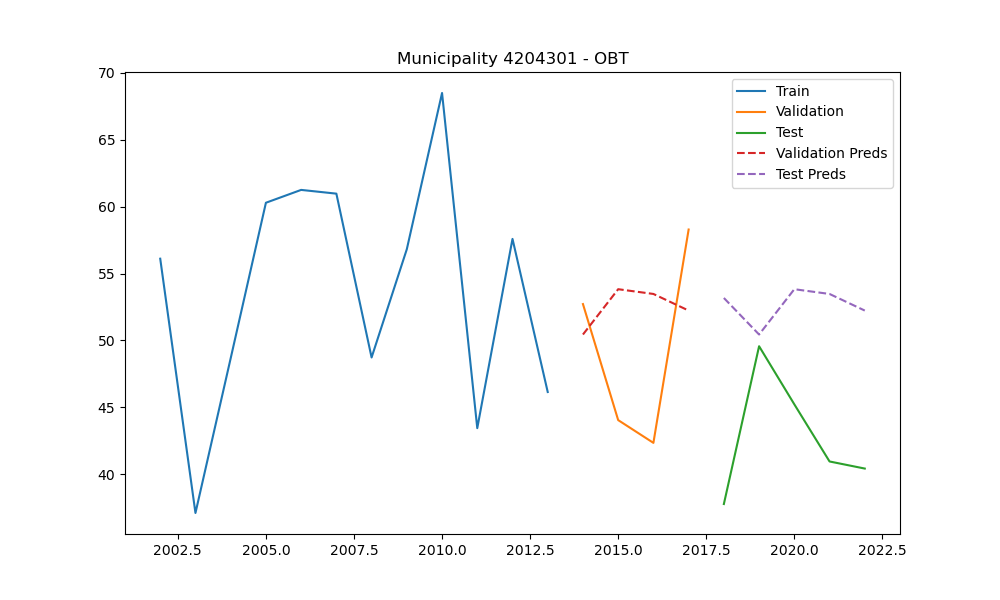 Municipality 4204301 - OBT
70
65
60
55
50
45
40
2002.5 2005.0 2007.5 2010.0 2012.5 2015.0 2017.5 2020.0 2022.5
Train
Validation
Test
Validation Preds
Test Preds